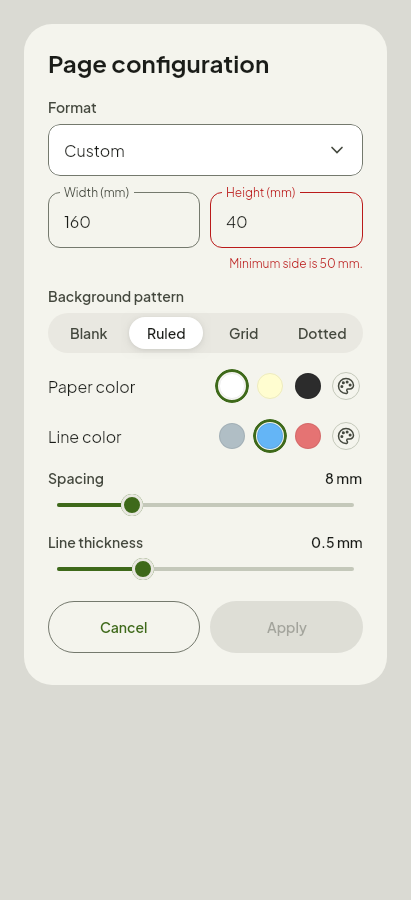 Page configuration
Format
Custom
Width (mm) Height (mm)
160 40
Minimum side is 50 mm.
Background pattern
Blank Ruled Grid Dotted
Paper color
Line color
Spacing 8 mm
Line thickness 0.5 mm
Cancel Apply